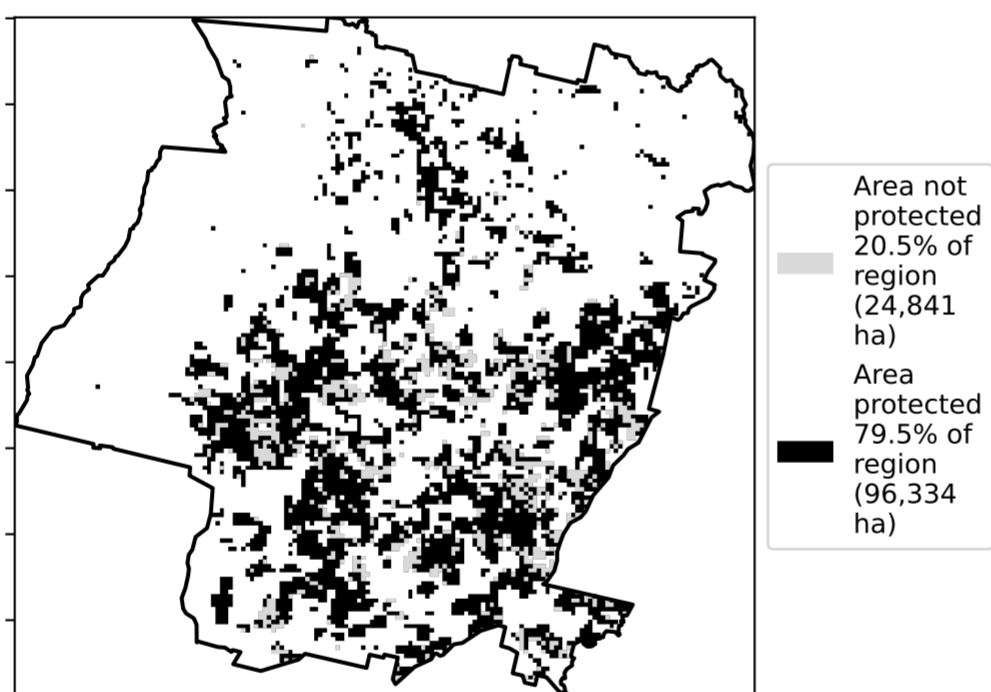 Area not
protected
20.5% of
region
(24,841
ha)
Area
protected
79.5% of
region
(96,334
ha)